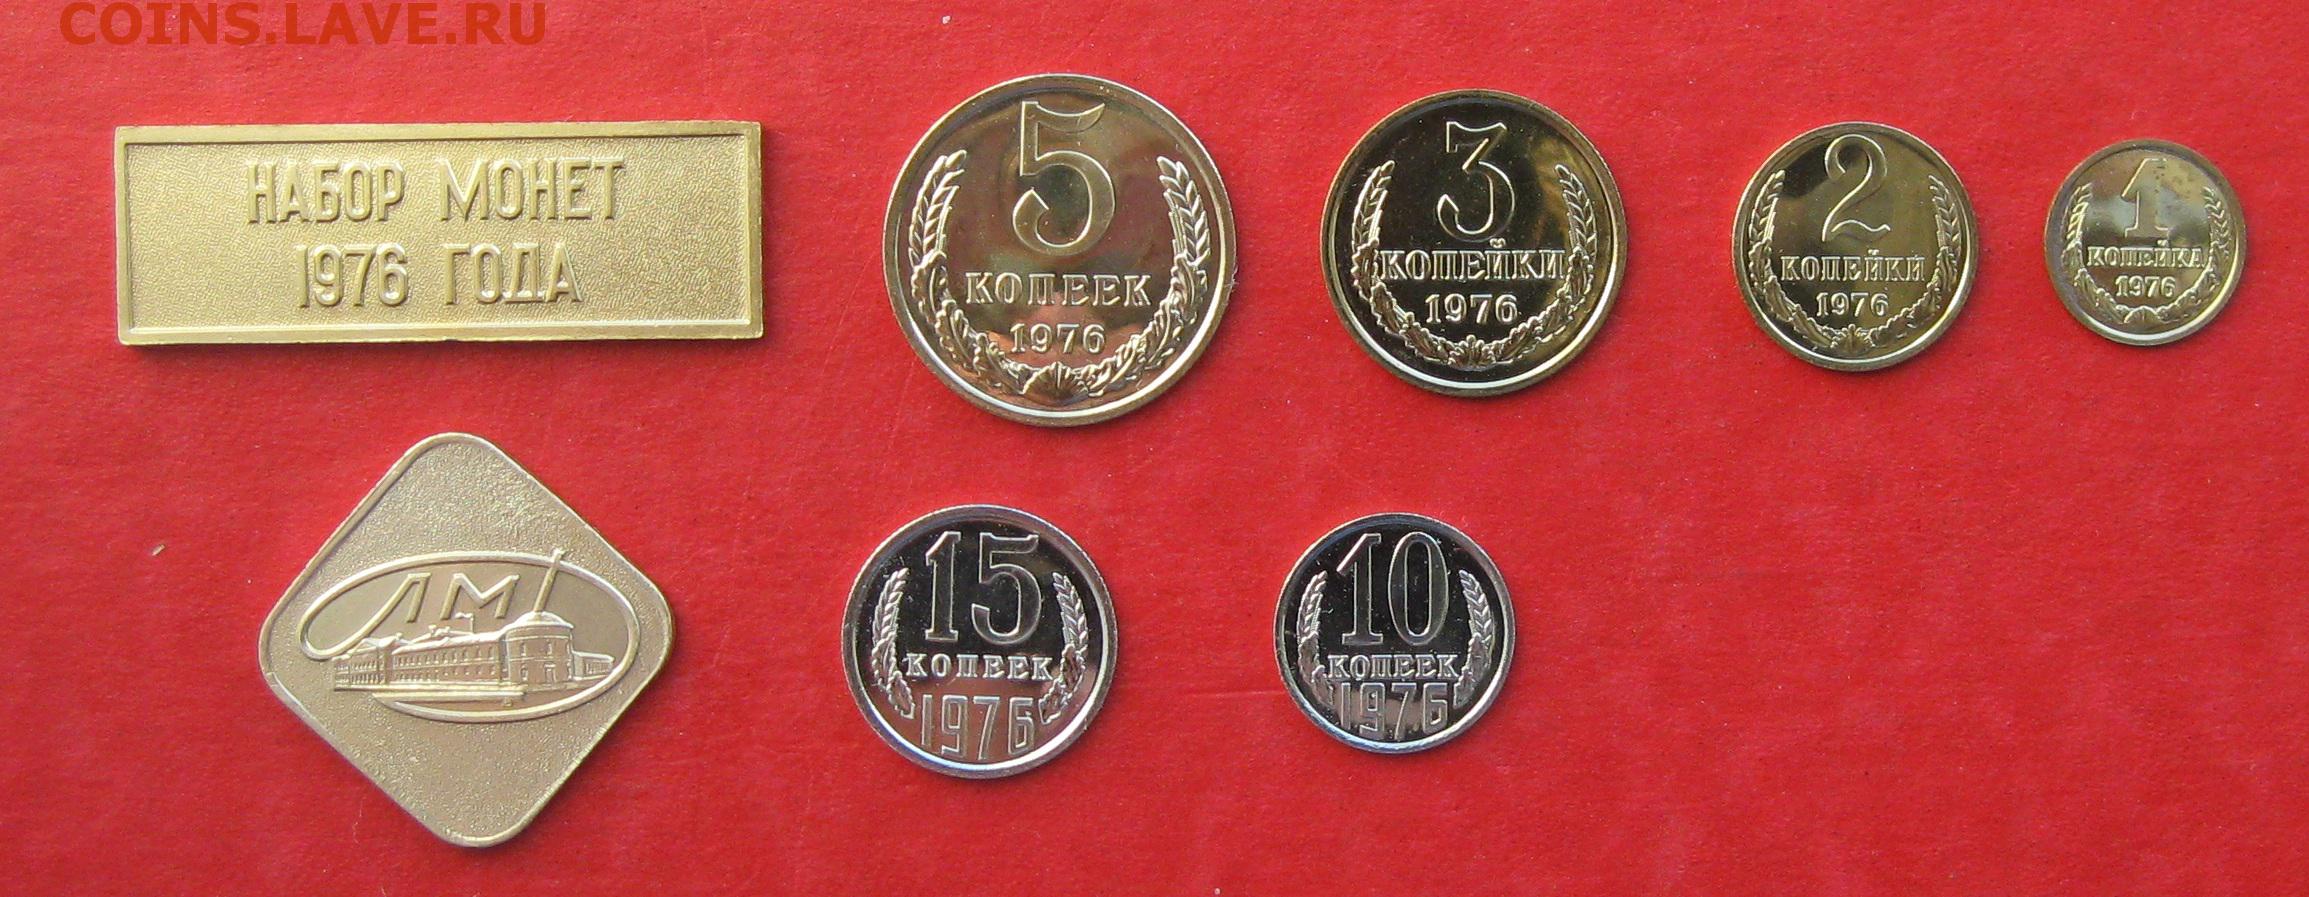 COINS.LAVE.RU
НАБОР МОНЕТ
1976 ГОДА
5
КОПЕЕК
1976
3
КОПЕЙКИ
1976
2
КОПЕЙКИ
1976
1
КОПЕЙКА
1976
ЛМ
15
КОПЕЕК
1976
10
КОПЕЕК
1976